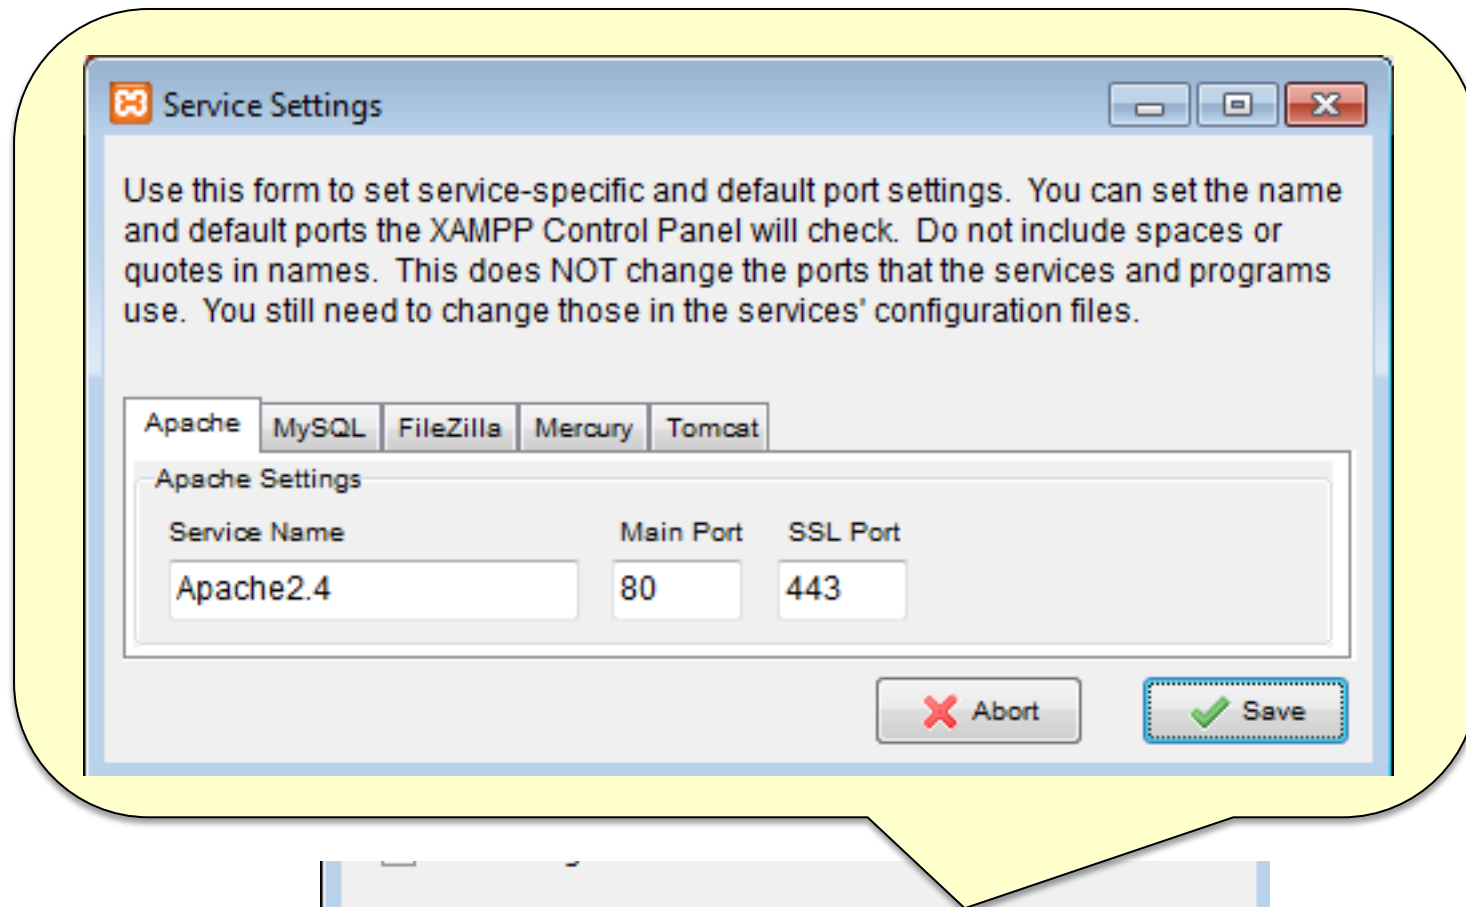 Service Settings
Use this form to set service-specific and default port settings.  You can set the name
and default ports the XAMPP Control Panel will check.  Do not include spaces or
quotes in names.  This does NOT change the ports that the services and programs
use.  You still need to change those in the services' configuration files.
Apache MySQL FileZilla Mercury Tomcat
Apache Settings
Service Name Main Port SSL Port
Apache2.4 80 443
Abort Save